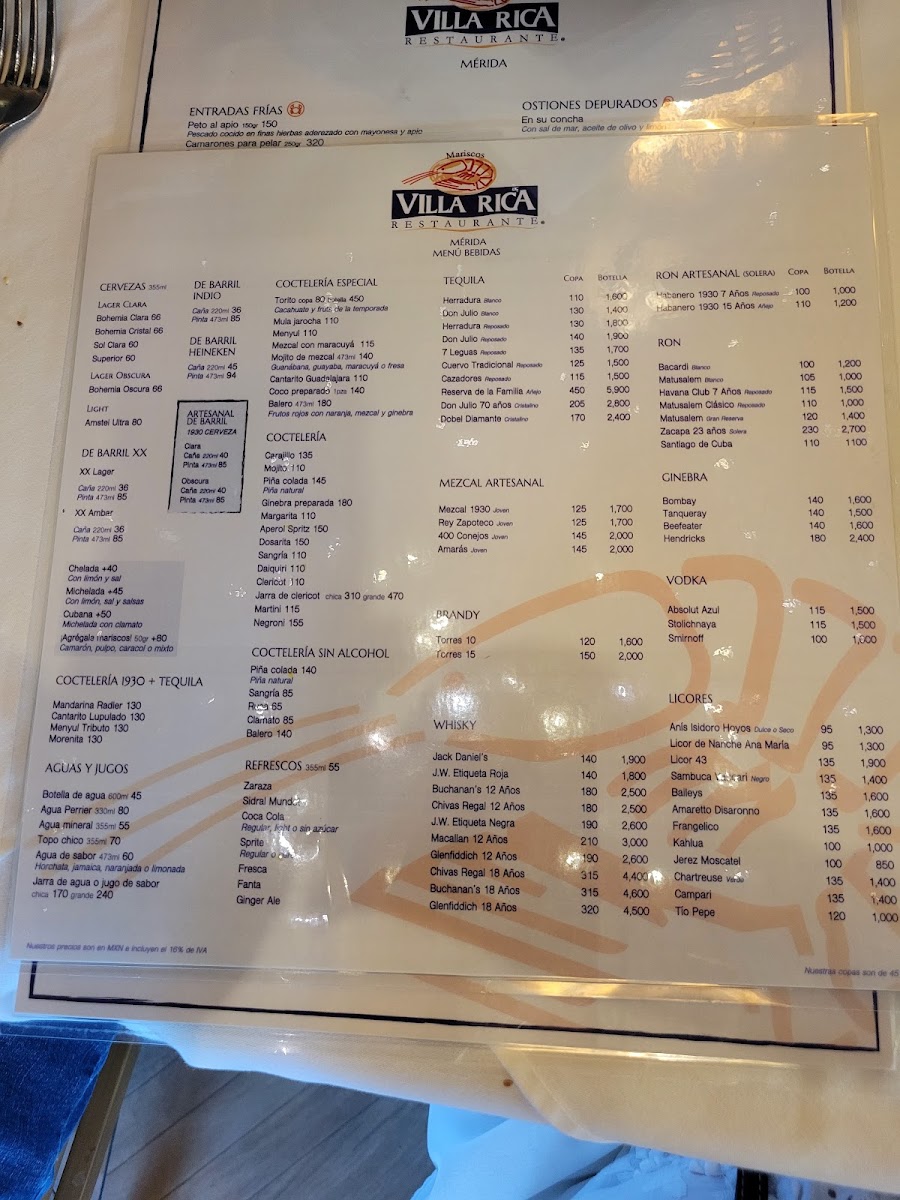 VILLA RICA
RESTAURANTE
MÉRIDA
ENTRADAS FRÍAS
Peto al apio 150gr 150
Pescado cocido en finas hierbas aderezado con mayonesa y apio
Camarones para pelar 250gr 320
OSTIONES DEPURADOS
En su concha
Con sal de mar, aceite de olivo y
Mariscos
VILLA RICA
RESTAURANTE
MÉRIDA
MENÚ BEBIDAS
CERVEZAS 355ml
LAGER CLARA
Bohemia Clara 66
Bohemia Cristal 66
Sol Clara 60
Superior 60
LAGER OBSCURA
Bohemia Oscura 66
LIGHT
Amstel Ultra 80
DE BARRIL XX
XX Lager
Caña 220ml 36
Pinta 473ml 85
XX Ambar
Caña 220ml 36
Pinta 473ml 85
Chelada +40
Con limón y sal
Michelada +45
Con limón, sal y salsas
Cubana +50
Michelada con clamato
¡Agrégale mariscos! 50gr +80
Camarón, pulpo, caracol o mixto
COCTELERÍA 1930 + TEQUILA
Mandarina Radler 130
Cantarito Lupulado 130
Menyul Tributo 130
Morenita 130
AGUAS Y JUGOS
Botella de agua 600ml 45
Agua Perrier 330ml 80
Agua mineral 355ml 55
Topo chico 355ml 70
Agua de sabor 473ml 60
Horchata, jamaica, naranjada o limonada
Jarra de agua o jugo de sabor
chica 170 grande 240
DE BARRIL
INDIO
Caña 220ml 36
Pinta 473ml 85
DE BARRIL
HEINEKEN
Caña 220ml 45
Pinta 473ml 94
ARTESANAL
DE BARRIL
1930 CERVEZA
Clara
Caña 220ml 40
Pinta 473ml 85
Obscura
Caña 220ml 40
Pinta 473ml 85
COCTELERÍA ESPECIAL
Torito copa 80 botella 450
Cacahuate y fruta de la temporada
Mula jarocha 110
Menyul 110
Mezcal con maracuyá 115
Mojito de mezcal 473ml 140
Guanábana, guayaba, maracuyá o fresa
Cantarito Guadalajara 110
Coco preparado 1pza 140
Balero 473ml 180
Frutos rojos con naranja, mezcal y ginebra
COCTELERÍA
Carajillo 135
Mojito 110
Piña colada 145
Piña natural
Ginebra preparada 180
Margarita 110
Aperol Spritz 150
Dosarita 150
Sangría 110
Daiquiri 110
Clericot 110
Jarra de clericot chica 310 grande 470
Martini 115
Negroni 155
COCTELERÍA SIN ALCOHOL
Piña colada 140
Piña natural
Sangría 85
Rusa 65
Clamato 85
Balero 140
REFRESCOS 355ml 55
Zaraza
Sidral Mundet
Coca Cola
Regular, light o sin azúcar
Sprite
Regular o
Fresca
Fanta
Ginger Ale
TEQUILA COPA BOTELLA
Herradura Blanco 110 1,600
Don Julio Blanco 130 1,400
Herradura Reposado 130 1,800
Don Julio Reposado 140 1,900
7 Leguas Reposado 135 1,700
Cuervo Tradicional Reposado 125 1,500
Cazadores Reposado 115 1,500
Reserva de la Familia Añejo 450 5,900
Don Julio 70 años Cristalino 205 2,800
Dobel Diamante Cristalino 170 2,400
MEZCAL ARTESANAL
Mezcal 1930 Joven 125 1,700
Rey Zapoteco Joven 125 1,700
400 Conejos Joven 145 2,000
Amarás Joven 145 2,000
BRANDY
Torres 10 120 1,600
Torres 15 150 2,000
WHISKY
Jack Daniel's 140 1,900
J.W. Etiqueta Roja 140 1,800
Buchanan's 12 Años 180 2,500
Chivas Regal 12 Años 180 2,500
J.W. Etiqueta Negra 190 2,600
Macallan 12 Años 210 3,000
Glenfiddich 12 Años 190 2,600
Chivas Regal 18 Años 315 4,400
Buchanan's 18 Años 315 4,600
Glenfiddich 18 Años 320 4,500
RON ARTESANAL (SOLERA) COPA BOTELLA
Habanero 1930 7 Años Reposado 100 1,000
Habanero 1930 15 Años Añejo 110 1,200
RON
Bacardi Blanco 100 1,200
Matusalem Blanco 105 1,000
Havana Club 7 Años Reposado 115 1,500
Matusalem Clásico Reposado 110 1,000
Matusalem Gran Reserva 120 1,400
Zacapa 23 años Solera 230 2,700
Santiago de Cuba 110 1100
GINEBRA
Bombay 140 1,600
Tanqueray 140 1,500
Beefeater 140 1,600
Hendricks 180 2,400
VODKA
Absolut Azul 115 1,500
Stolichnaya 115 1,500
Smirnoff 100 1,000
LICORES
Anís Isidoro Hoyos Dulce o Seco 95 1,300
Licor de Nanche Ana María 95 1,300
Licor 43 135 1,900
Sambuca Vaccari Negro 135 1,400
Baileys 135 1,600
Amaretto Disaronno 135 1,600
Frangelico 135 1,600
Kahlua 100 1,000
Jerez Moscatel 100 850
Chartreuse Verde 135 1,400
Campari 135 1,400
Tío Pepe 120 1,000
Nuestros precios son en MXN e incluyen el 16% de IVA
Nuestras copas son de 45